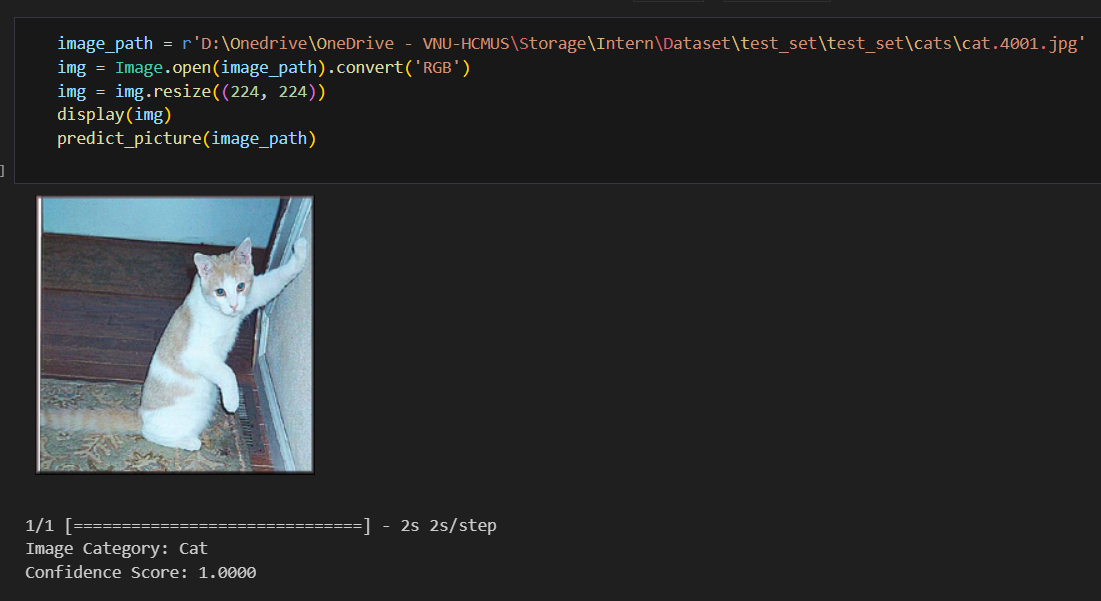 image_path = r'D:\Onedrive\OneDrive - VNU-HCMUS\Storage\Intern\Dataset\test_set\test_set\cats\cat.4001.jpg'
img = Image.open(image_path).convert('RGB')
img = img.resize((224, 224))
display(img)
predict_picture(image_path)
]
1/1 [==============================] - 2s 2s/step
Image Category: Cat
Confidence Score: 1.0000